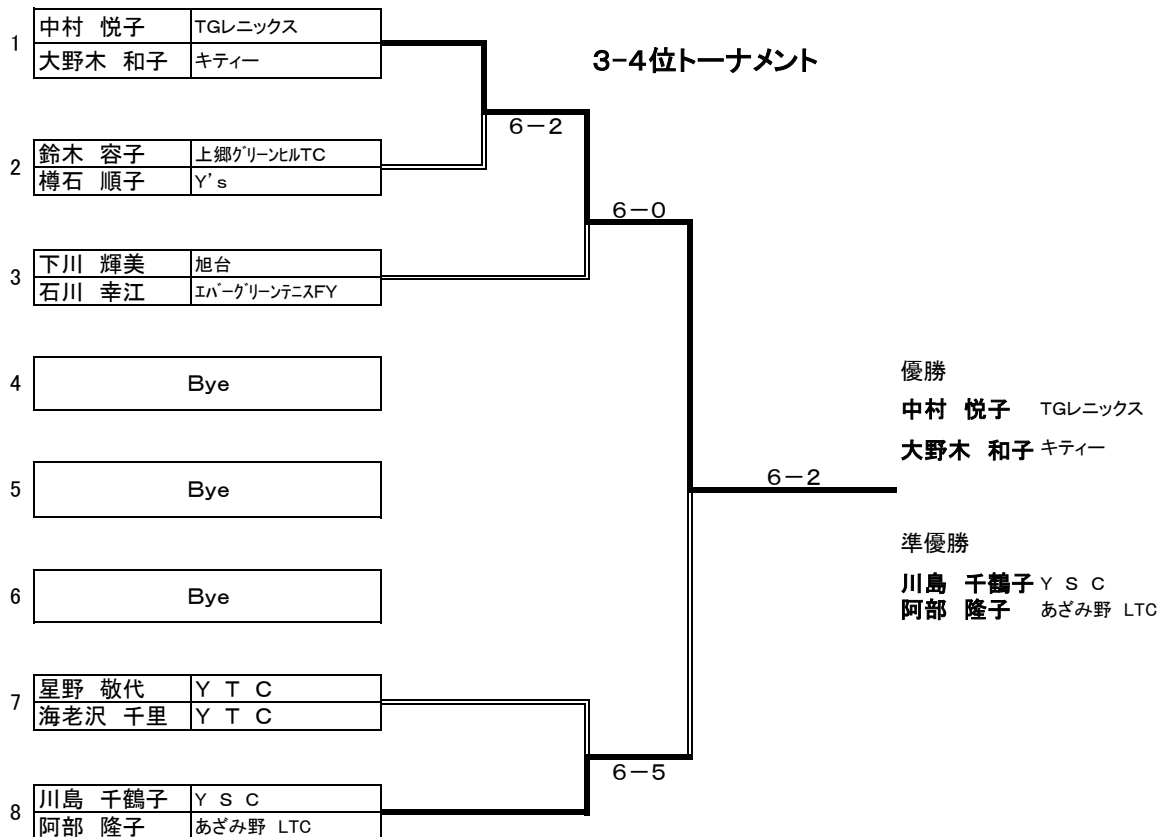 3-4位トーナメント
1 中村 悦子 TGレニックス
大野木 和子 キティー
6-2
2 鈴木 容子 上郷グリーンヒルTC
樽石 順子 Y's
6-0
3 下川 輝美 旭台
石川 幸江 エバーグリーンテニスFY
4 Bye
5 Bye
6 Bye
7 星野 敬代 Y T C
海老沢 千里 Y T C
6-5
8 川島 千鶴子 Y S C
阿部 隆子 あざみ野 LTC
6-2
優勝
中村 悦子 TGレニックス
大野木 和子 キティー
準優勝
川島 千鶴子 Y S C
阿部 隆子 あざみ野 LTC